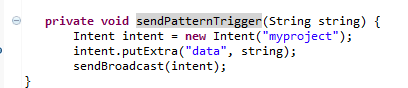 private void sendPatternTrigger(String string) {
Intent intent = new Intent("myproject");
intent.putExtra("data", string);
sendBroadcast(intent);
}